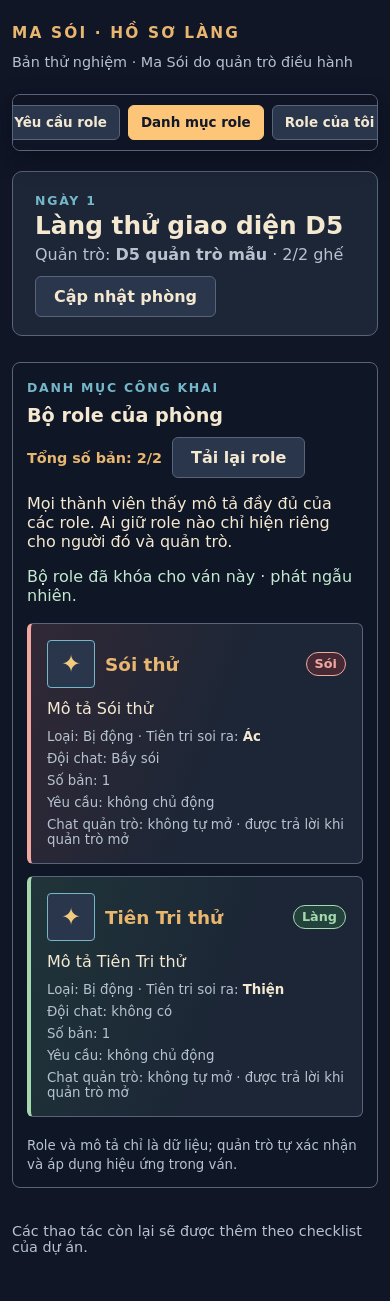 MA SÓI · HỒ SƠ LÀNG
Bản thử nghiệm · Ma Sói do quản trò điều hành
Yêu cầu role
Danh mục role
Role của tôi
NGÀY 1
Làng thử giao diện D5
Quản trò: D5 quản trò mẫu · 2/2 ghế
Cập nhật phòng
DANH MỤC CÔNG KHAI
Bộ role của phòng
Tổng số bản: 2/2
Tải lại role
Mọi thành viên thấy mô tả đầy đủ của
các role. Ai giữ role nào chỉ hiện riêng
cho người đó và quản trò.
Bộ role đã khóa cho ván này · phát ngẫu
nhiên.
Sói thử
Sói
Mô tả Sói thử
Loại: Bị động · Tiên tri soi ra: Ác
Đội chat: Bầy sói
Số bản: 1
Yêu cầu: không chủ động
Chat quản trò: không tự mở · được trả lời khi
quản trò mở
Tiên Tri thử
Làng
Mô tả Tiên Tri thử
Loại: Bị động · Tiên tri soi ra: Thiện
Đội chat: không có
Số bản: 1
Yêu cầu: không chủ động
Chat quản trò: không tự mở · được trả lời khi
quản trò mở
Role và mô tả chỉ là dữ liệu; quản trò tự xác nhận
và áp dụng hiệu ứng trong ván.
Các thao tác còn lại sẽ được thêm theo checklist
của dự án.